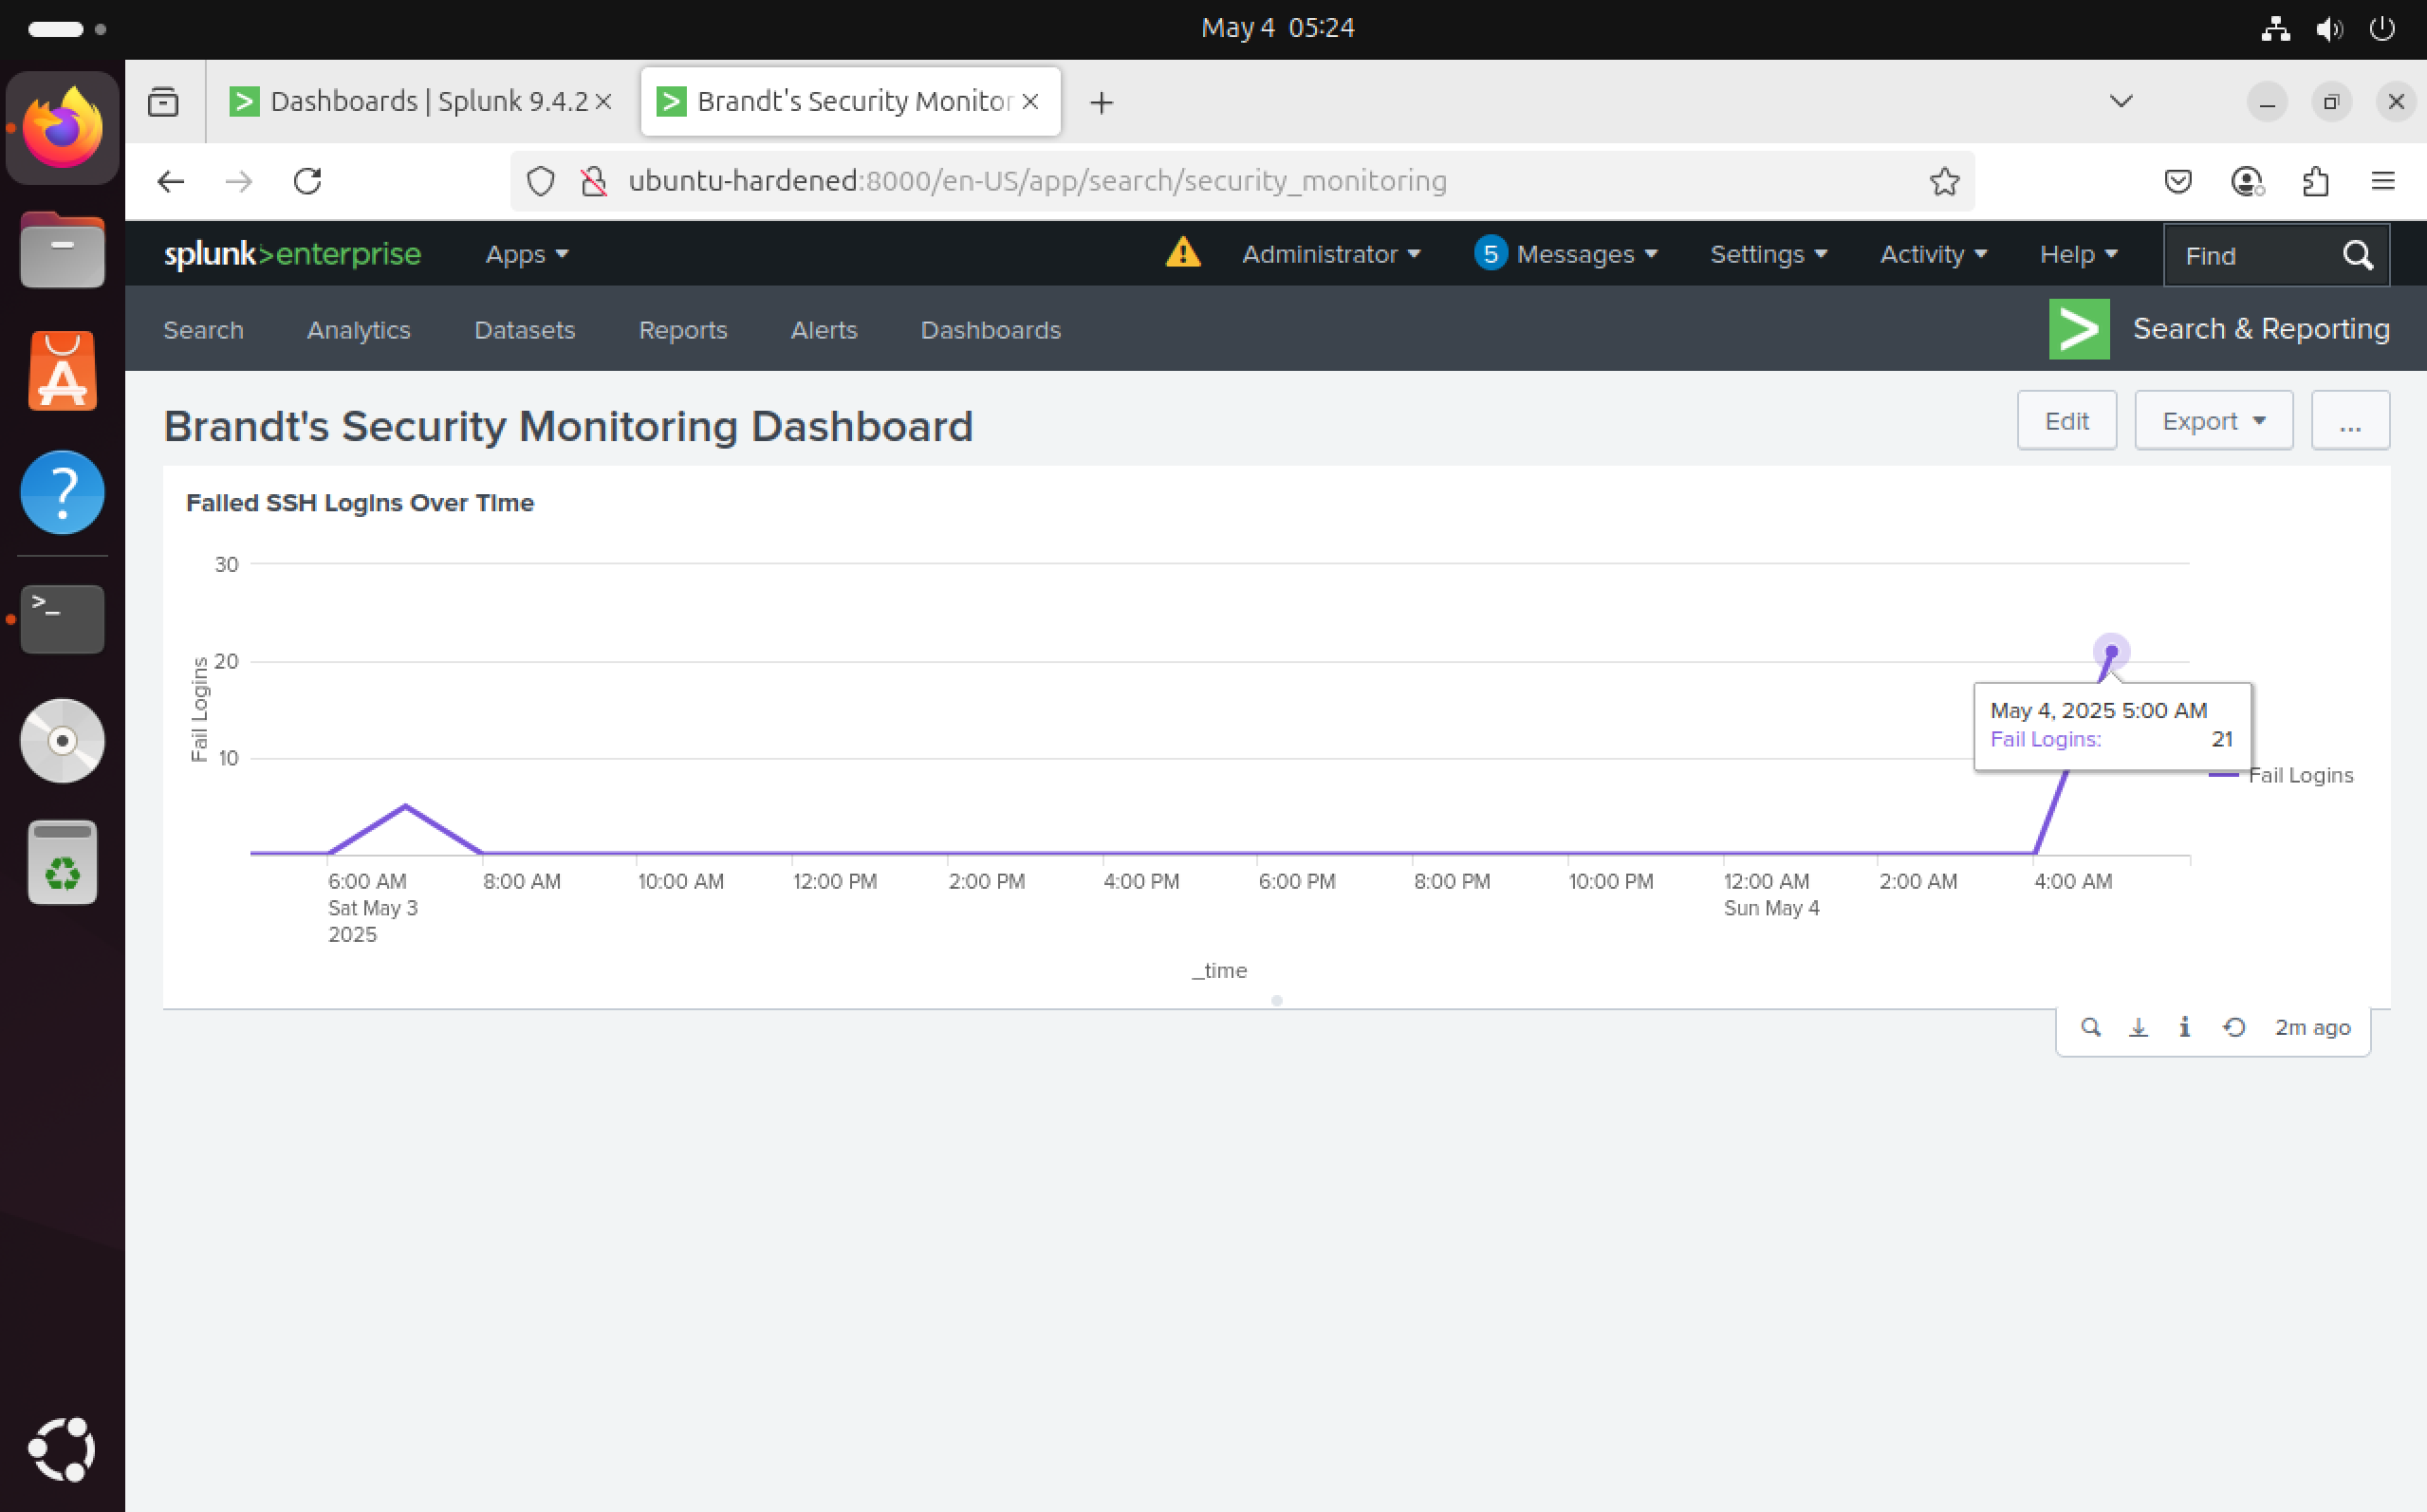 May 4 05:24
Dashboards | Splunk 9.4.2
Brandt's Security Monitor
ubuntu-hardened:8000/en-US/app/search/security_monitoring
splunk>enterprise
Apps
Administrator
5 Messages
Settings
Activity
Help
Find
Search
Analytics
Datasets
Reports
Alerts
Dashboards
Search & Reporting
Brandt's Security Monitoring Dashboard
Edit
Export
...
Failed SSH Logins Over Time
30
20
10
Fail Logins
May 4, 2025 5:00 AM
Fail Logins: 21
Fail Logins
6:00 AM
Sat May 3
2025
8:00 AM
10:00 AM
12:00 PM
2:00 PM
4:00 PM
6:00 PM
8:00 PM
10:00 PM
12:00 AM
Sun May 4
2:00 AM
4:00 AM
_time
2m ago